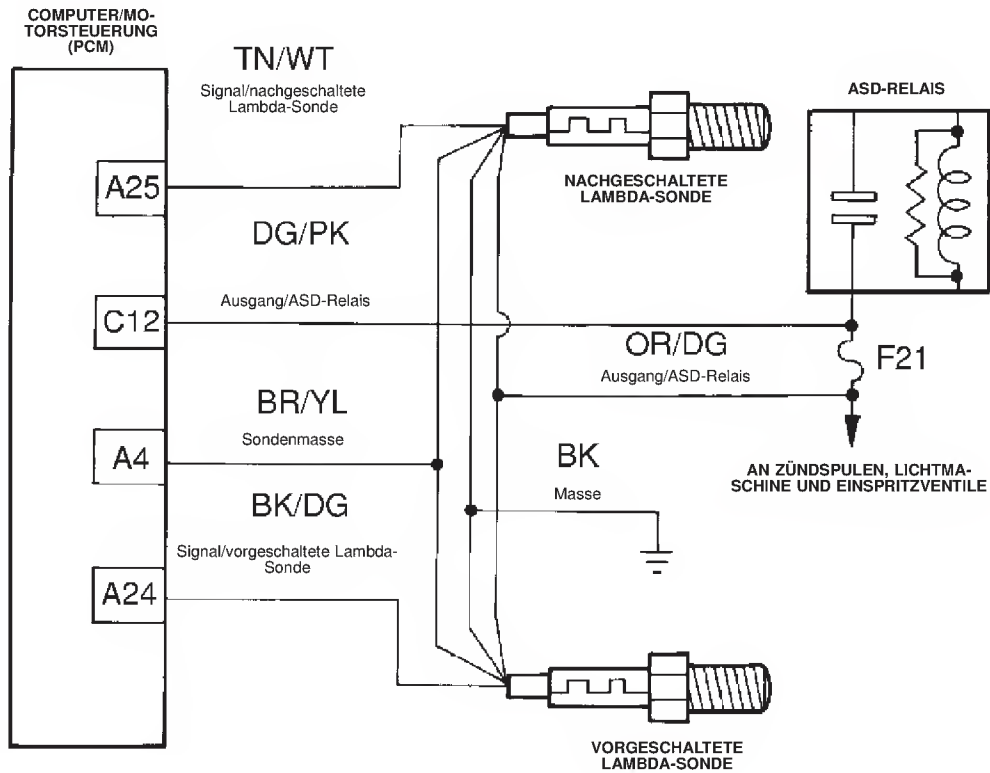 COMPUTER/MO-
TORSTEUERUNG
(PCM)
TN/WT
Signal/nachgeschaltete
Lambda-Sonde
ASD-RELAIS
A25
NACHGESCHALTETE
LAMBDA-SONDE
DG/PK
Ausgang/ASD-Relais
C12
OR/DG
Ausgang/ASD-Relais
F21
BR/YL
Sondenmasse
A4
BK
Masse
AN ZÜNDSPULEN, LICHTMA-
SCHINE UND EINSPRITZVENTILE
BK/DG
Signal/vorgeschaltete Lambda-
Sonde
A24
VORGESCHALTETE
LAMBDA-SONDE